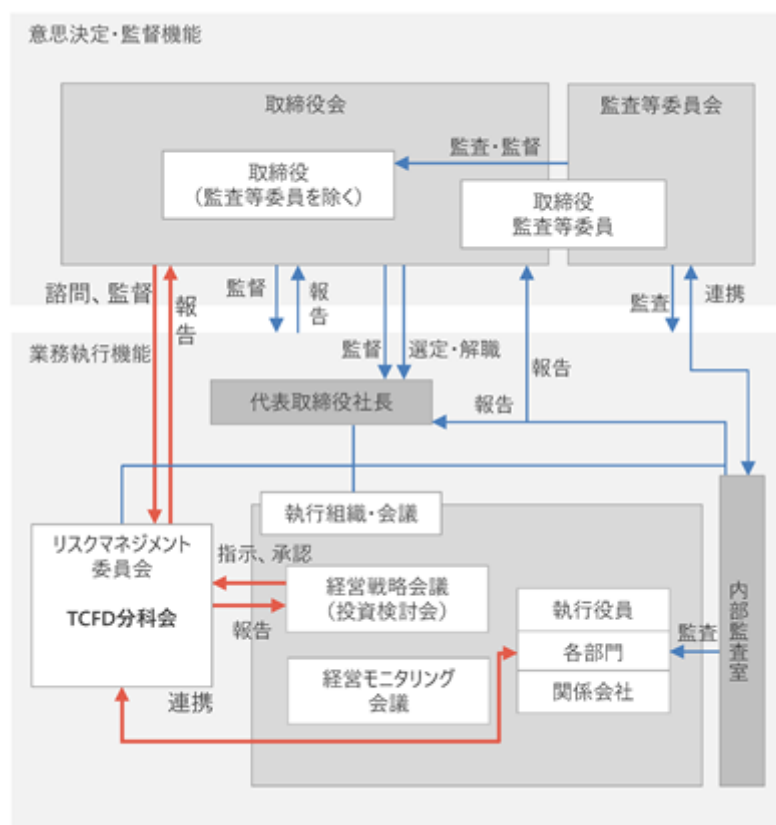 意思決定・監督機能
取締役会
監査等委員会
監査・監督
取締役
（監査等委員を除く）
取締役
監査等委員
諮問、監督
報告
監督
報告
監査
連携
業務執行機能
監督
選定・解職
報告
代表取締役社長
報告
執行組織・会議
リスクマネジメント
委員会
TCFD分科会
指示、承認
報告
経営戦略会議
（投資検討会）
経営モニタリング
会議
執行役員
各部門
関係会社
監査
内部監査室
連携